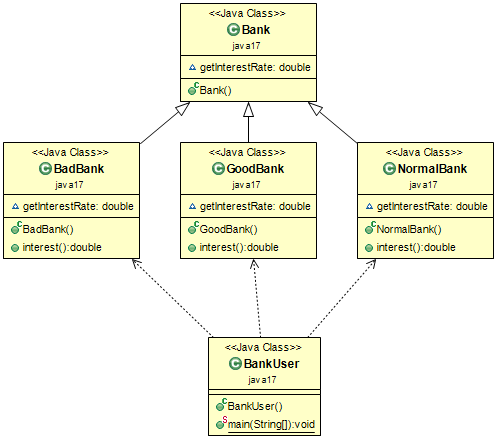 <<Java Class>>
Bank
java17
getInterestRate: double
Bank()
<<Java Class>>
BadBank
java17
getInterestRate: double
BadBank()
interest():double
<<Java Class>>
GoodBank
java17
getInterestRate: double
GoodBank()
interest():double
<<Java Class>>
NormalBank
java17
getInterestRate: double
NormalBank()
interest():double
<<Java Class>>
BankUser
java17
BankUser()
main(String[]):void